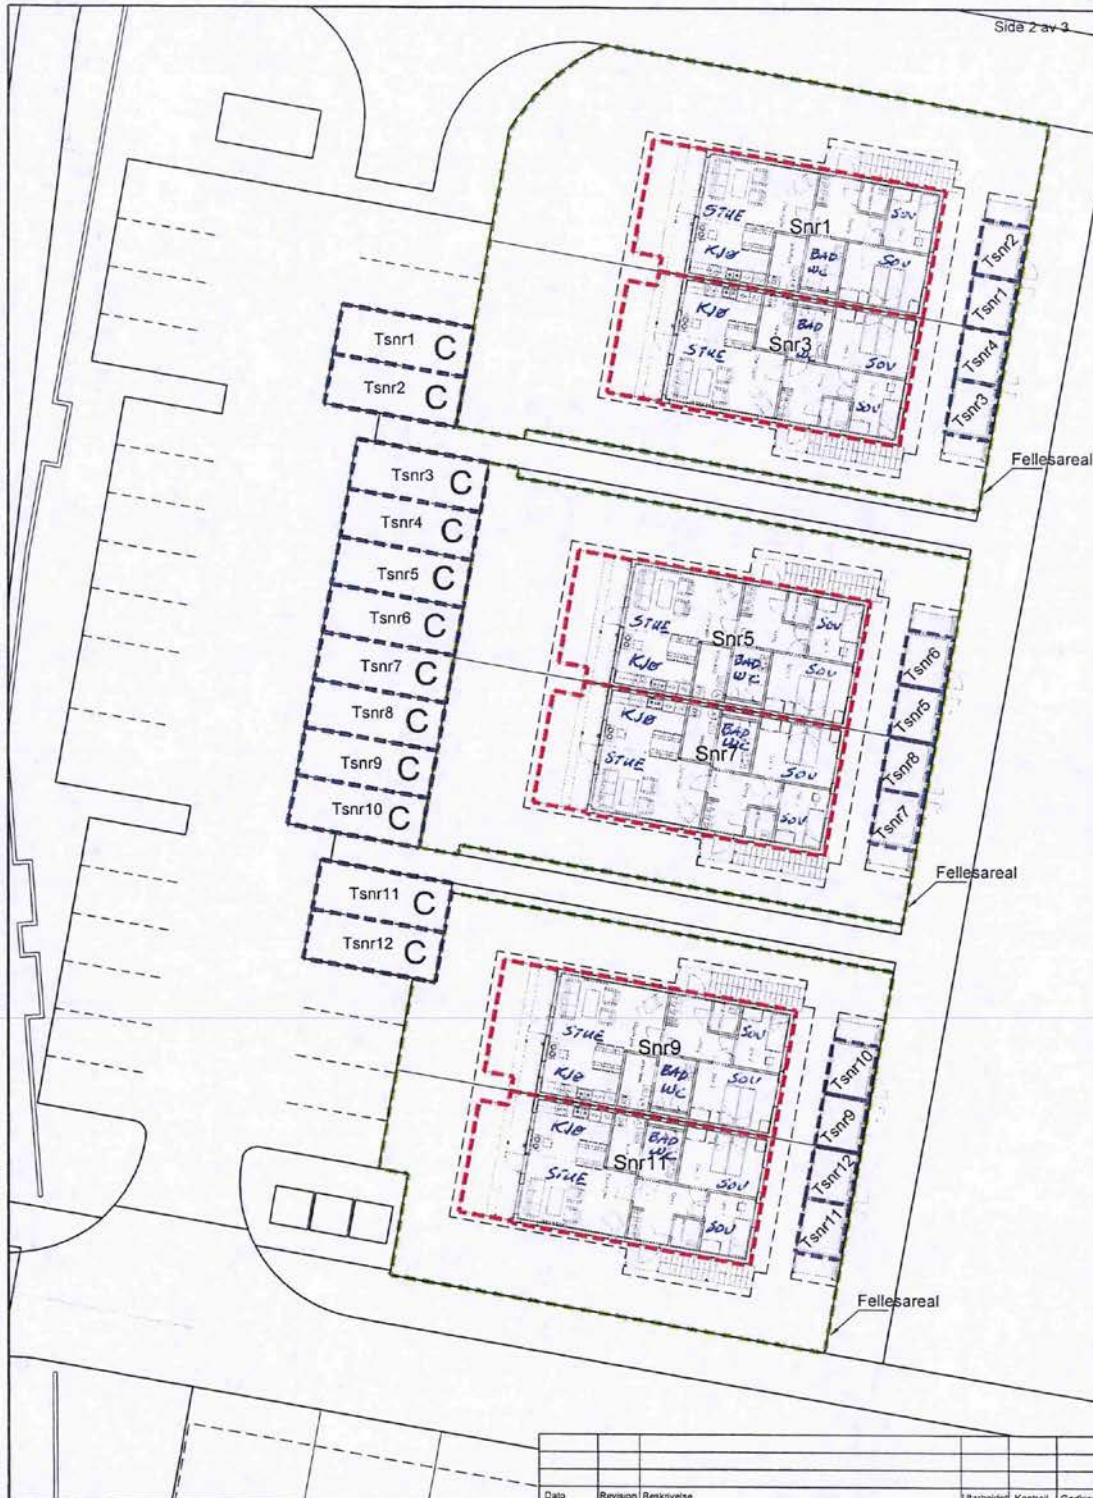 Side 2 av 3
STUE
Snr1
SOV
KJØ
BAD
WC
SOV
Tsnr2
Tsnr1
Tsnr4
Tsnr3
KJØ
Snr3
BAD
WC
STUE
SOV
SOV
Fellesareal
Tsnr1 C
Tsnr2 C
Tsnr3 C
Tsnr4 C
Tsnr5 C
Tsnr6 C
Tsnr7 C
Tsnr8 C
Tsnr9 C
Tsnr10 C
Tsnr11 C
Tsnr12 C
STUE
Snr5
SOV
KJØ
BAD
WC
SOV
Tsnr6
Tsnr5
Tsnr8
Tsnr7
KJØ
Snr7
BAD
WC
STUE
SOV
SOV
Fellesareal
STUE
Snr9
SOV
KJØ
BAD
WC
SOV
Tsnr10
Tsnr9
Tsnr12
Tsnr11
KJØ
Snr11
BAD
WC
STUE
SOV
SOV
Fellesareal
Dato Revisjon Beskrivelse